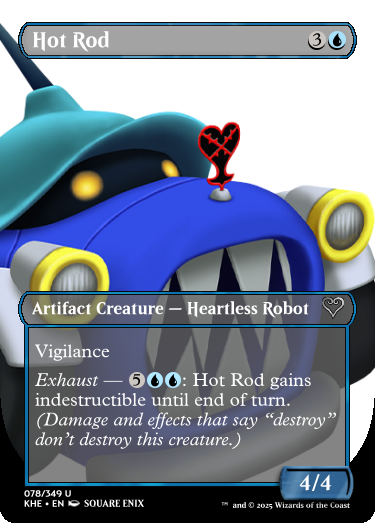 Hot Rod 3
Artifact Creature — Heartless Robot
Vigilance
Exhaust — 5: Hot Rod gains
indestructible until end of turn.
(Damage and effects that say “destroy”
don’t destroy this creature.)
4/4
078/349 U
KHE • EN SQUARE ENIX
™ and © 2025 Wizards of the Coast